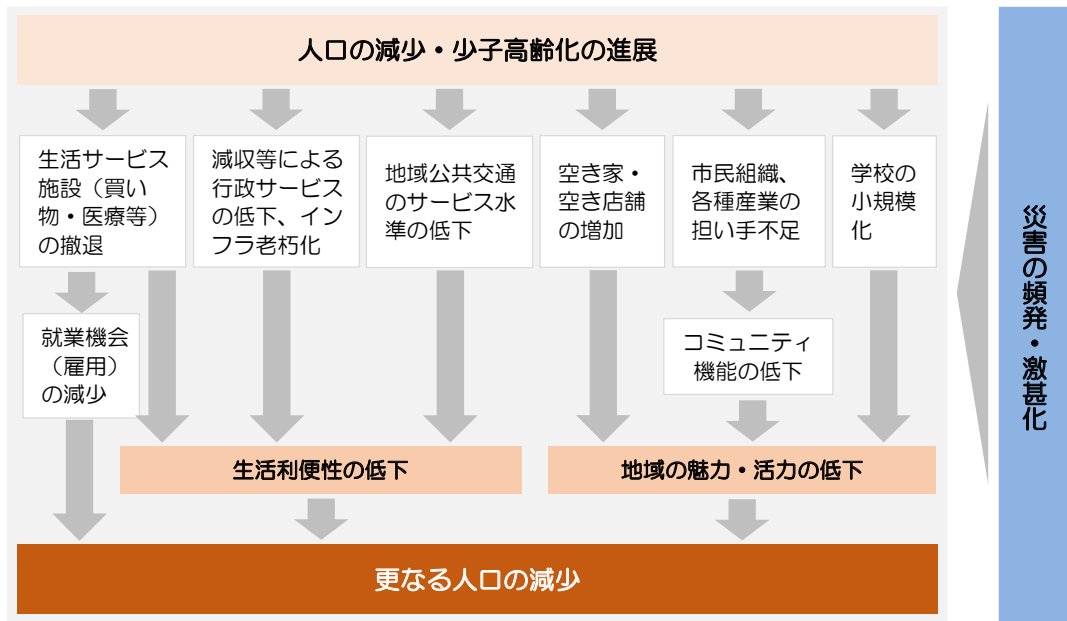 人口の減少・少子高齢化の進展
生活サービス
施設（買い
物・医療等）
の撤退
減収等による
行政サービス
の低下、イン
フラ老朽化
地域公共交通
のサービス水
準の低下
空き家・
空き店舗
の増加
市民組織、
各種産業の
担い手不足
学校の
小規模
化
就業機会
（雇用）
の減少
コミュニティ
機能の低下
生活利便性の低下
地域の魅力・活力の低下
更なる人口の減少
災害の頻発・激甚化